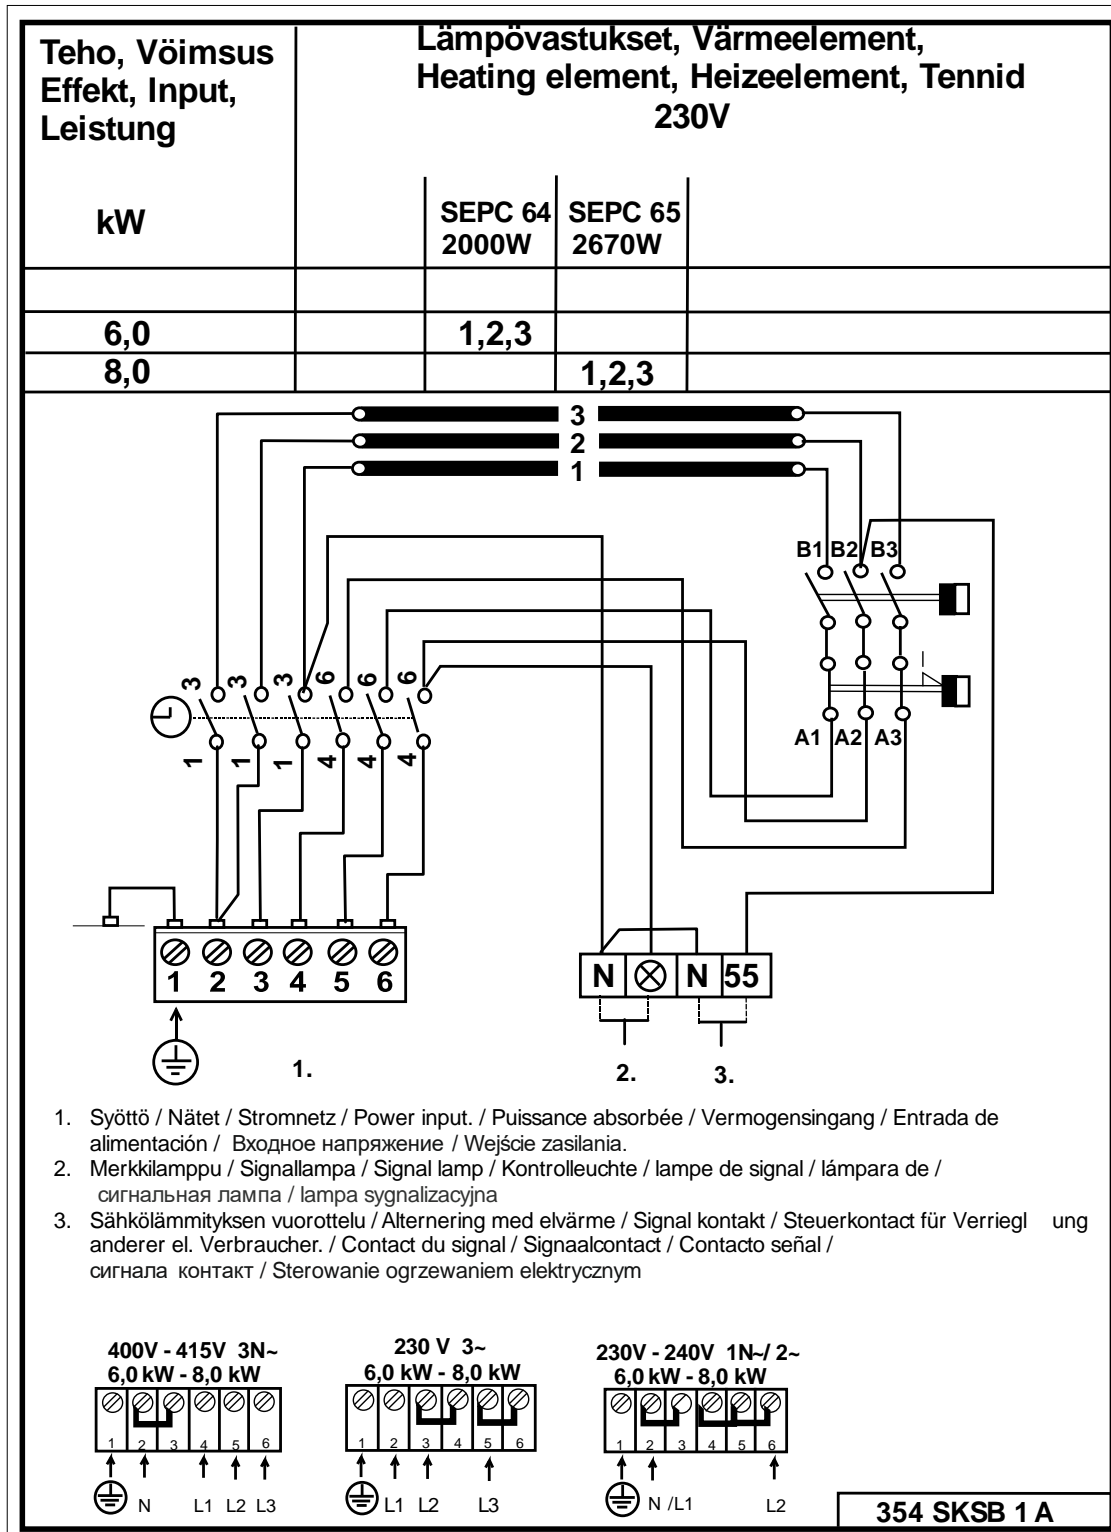 Teho, Vöimsus
Effekt, Input,
Leistung
Lämpövastukset, Värmeelement,
Heating element, Heizeelement, Tennid
230V
kW
SEPC 64
2000W
SEPC 65
2670W
6,0
1,2,3
8,0
1,2,3
3
2
1
B1 B2 B3
3 3 3 6 6 6
1 1 1 4 4 4
A1 A2 A3
1 2 3 4 5 6
N N 55
1.
2.
3.
1. Syöttö / Nätet / Stromnetz / Power input. / Puissance absorbée / Vermogensingang / Entrada de
alimentación / Входное напряжение / Wejście zasilania.
2. Merkkilamppu / Signallampa / Signal lamp / Kontrolleuchte / lampe de signal / lámpara de /
сигнальная лампа / lampa sygnalizacyjna
3. Sähkölämmityksen vuorottelu / Alternering med elvärme / Signal kontakt / Steuerkontact für Verriegl ung
anderer el. Verbraucher. / Contact du signal / Signaalcontact / Contacto señal /
сигнала контакт / Sterowanie ogrzewaniem elektrycznym
400V - 415V 3N~
6,0 kW - 8,0 kW
1 2 3 4 5 6
N L1 L2 L3
230 V 3~
6,0 kW - 8,0 kW
1 2 3 4 5 6
L1 L2 L3
230V - 240V 1N~/ 2~
6,0 kW - 8,0 kW
1 2 3 4 5 6
N /L1 L2
354 SKSB 1 A